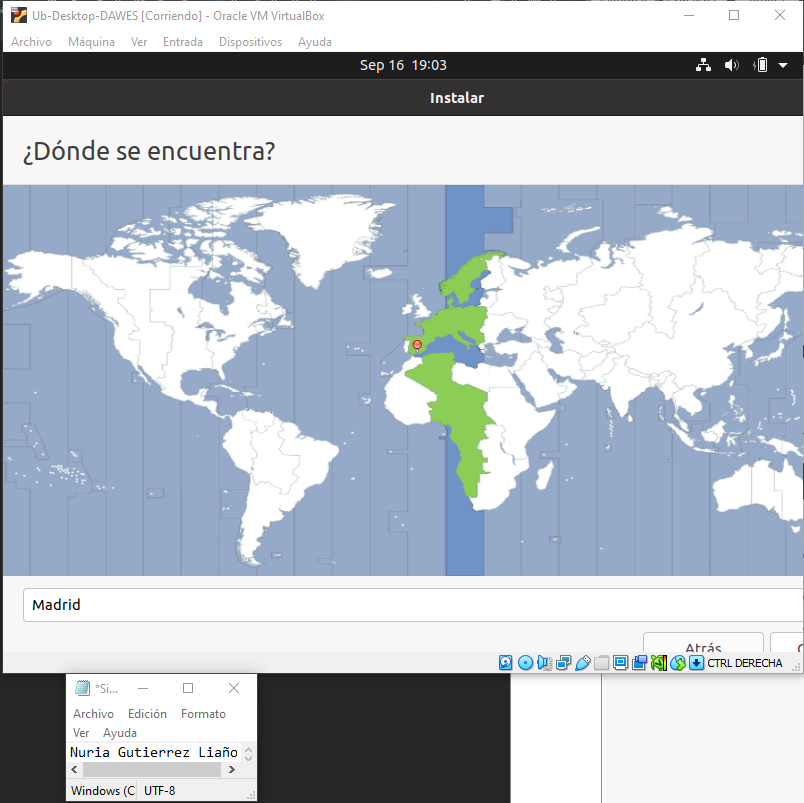 Ub-Desktop-DAWES [Corriendo] - Oracle VM VirtualBox
Archivo Máquina Ver Entrada Dispositivos Ayuda
Sep 16 19:03
Instalar
¿Dónde se encuentra?
Madrid
Atrás
CTRL DERECHA
*Si...
Archivo Edición Formato
Ver Ayuda
Nuria Gutierrez Liaño
Windows (C UTF-8